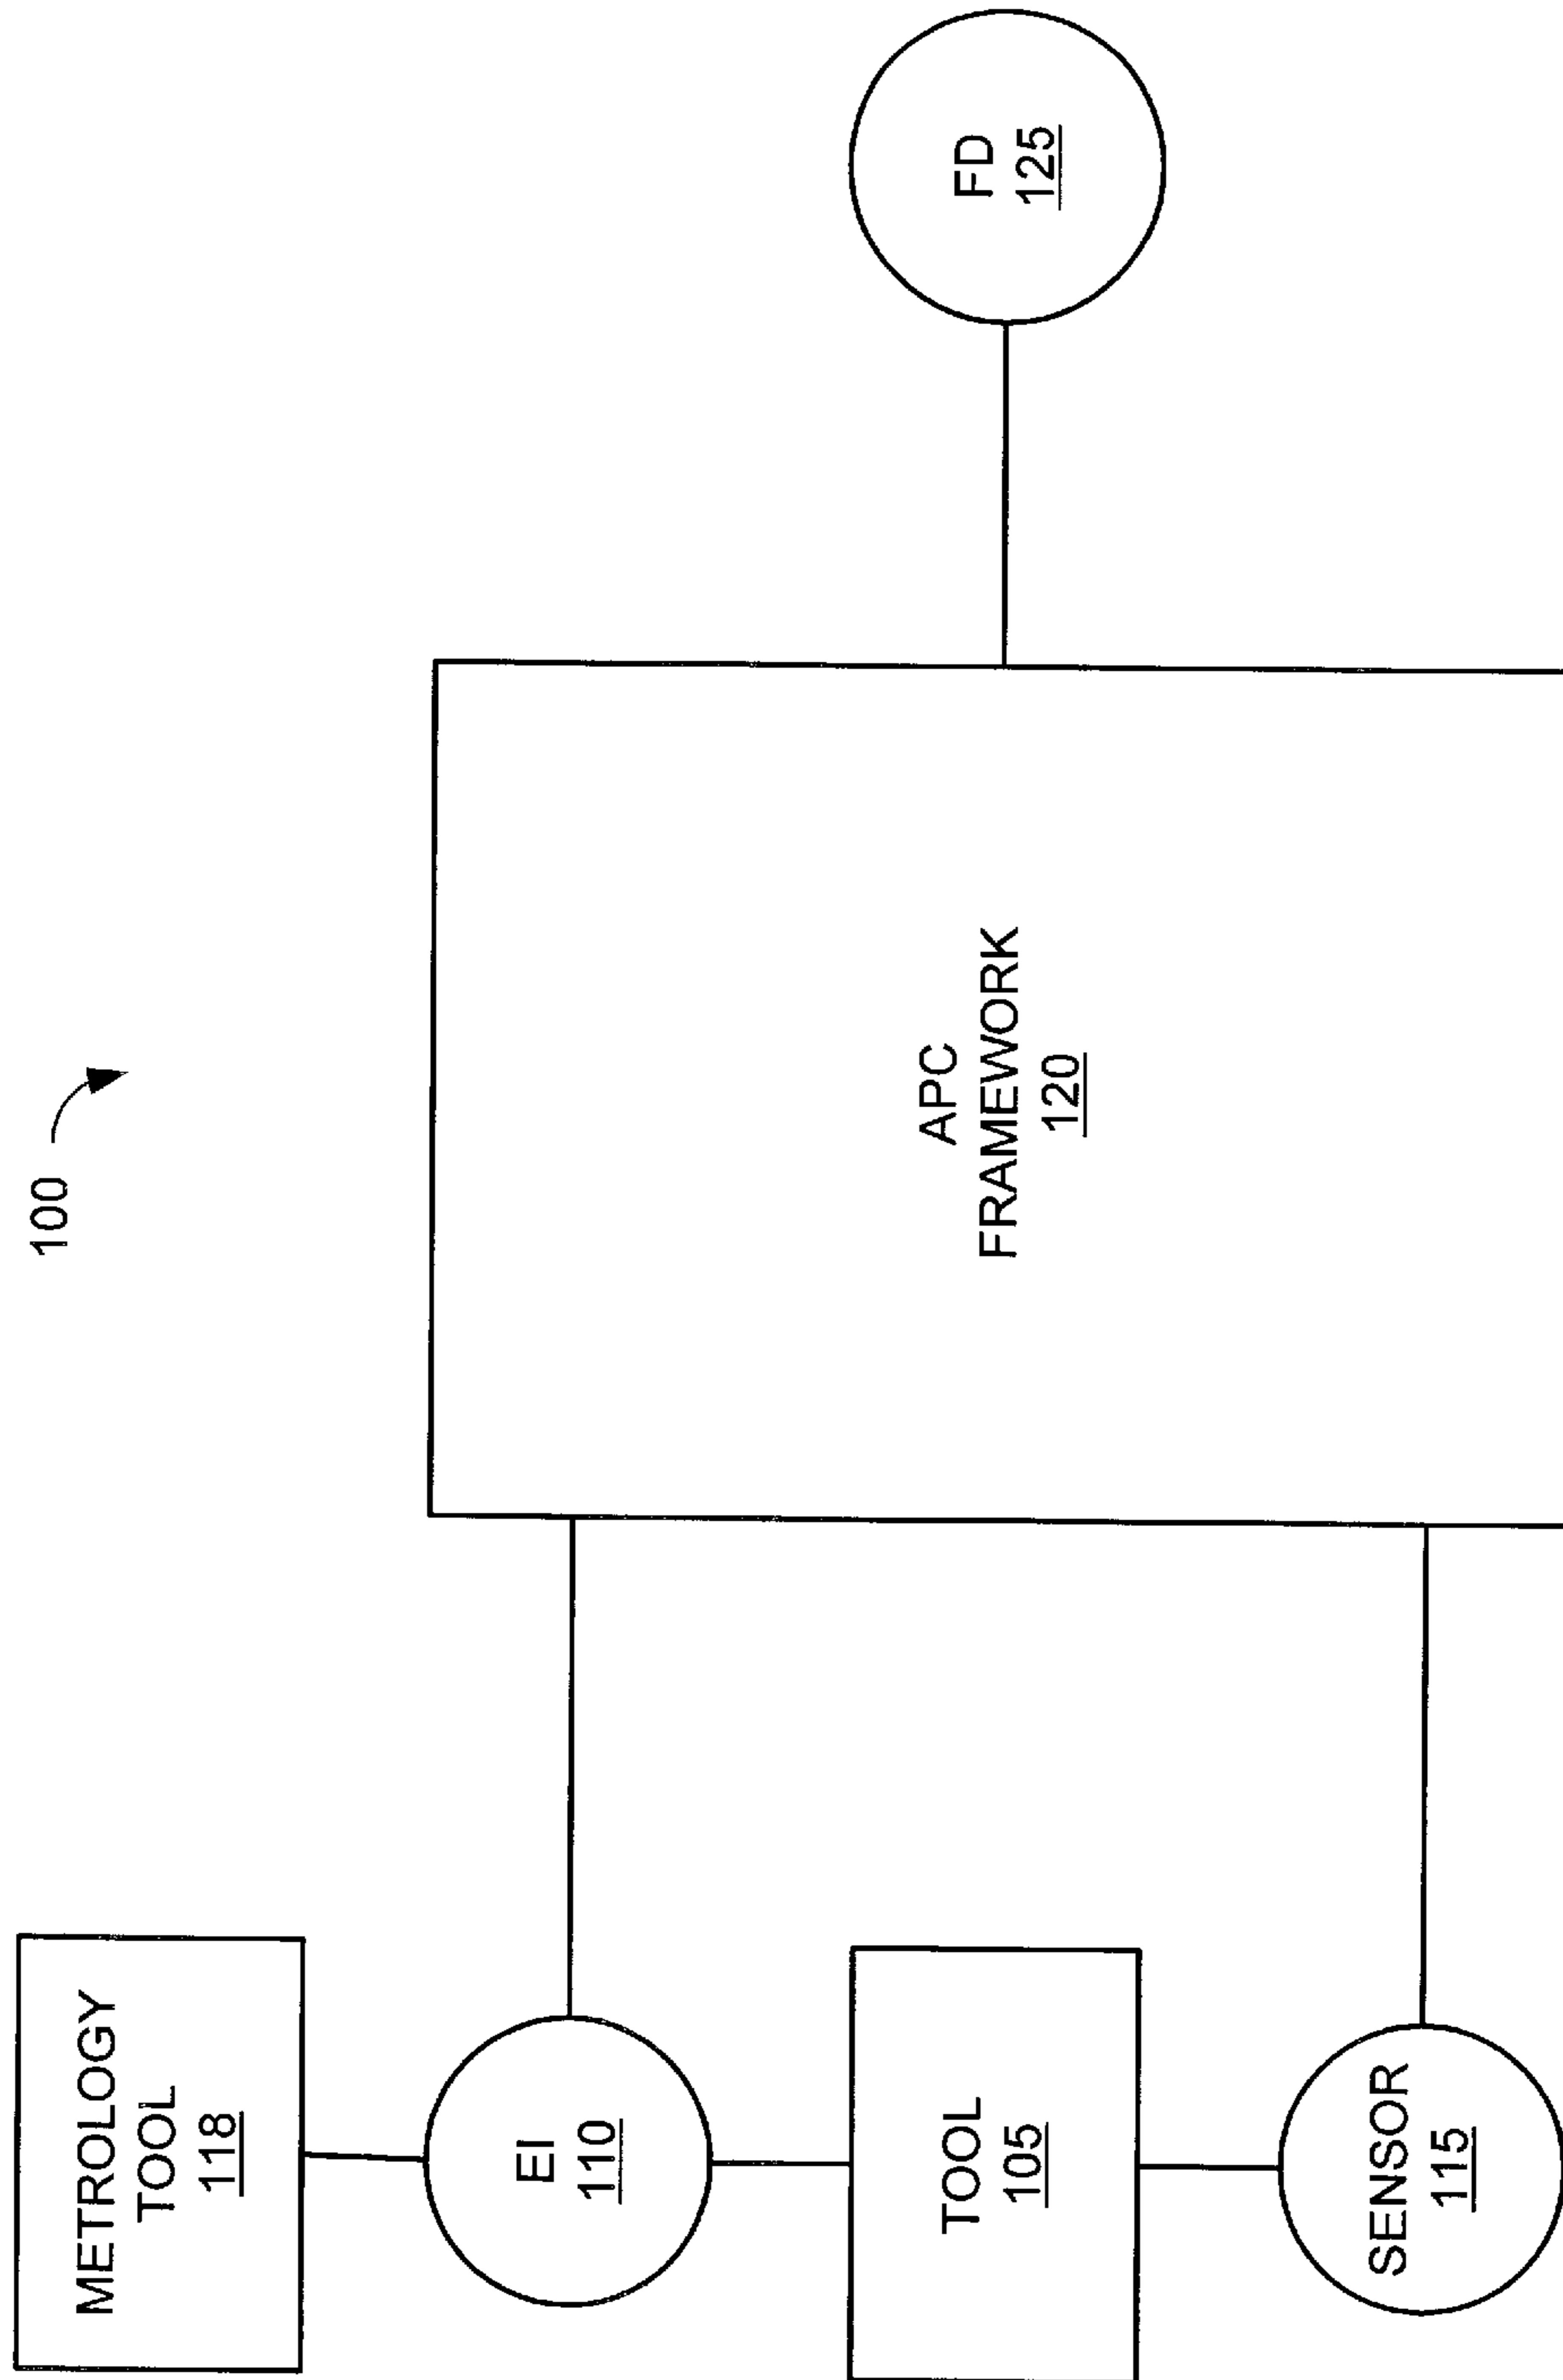 100
METROLOGY
TOOL
118
EI
110
TOOL
105
SENSOR
115
APC
FRAMEWORK
120
FD
125